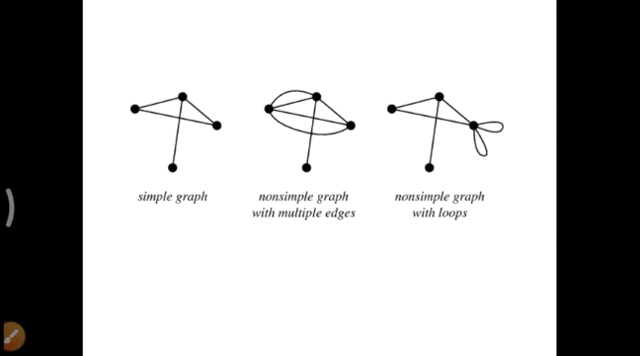 simple graph
nonsimple graph
with multiple edges
nonsimple graph
with loops